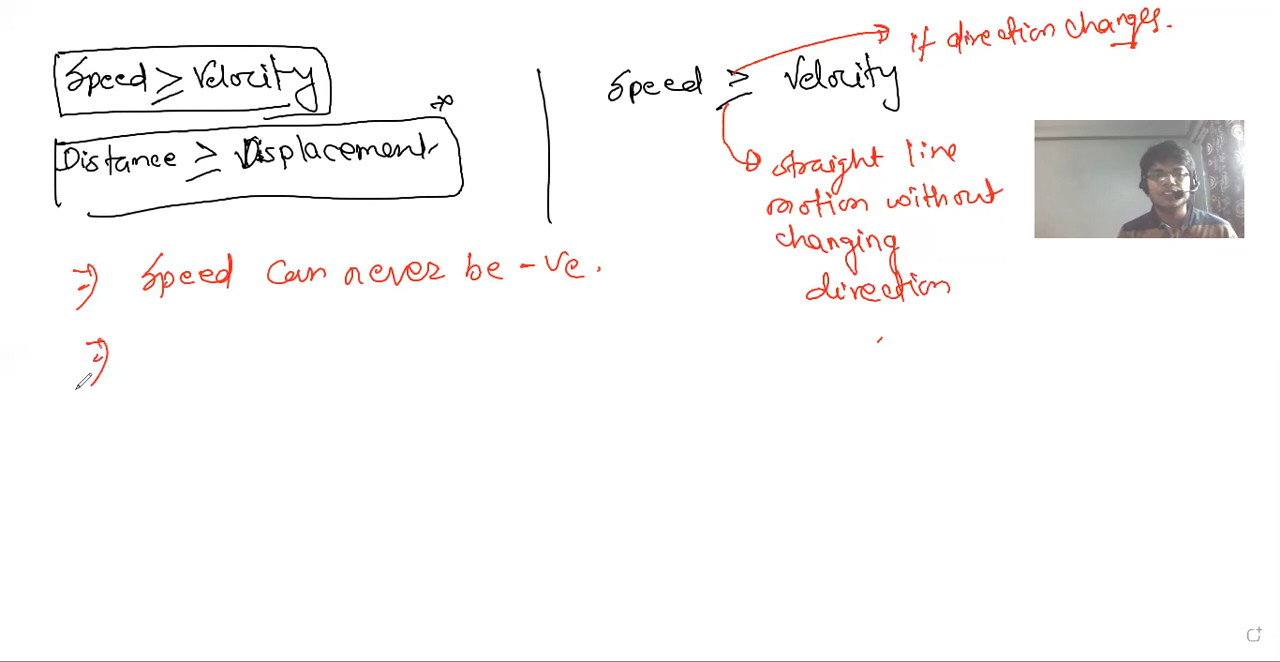 Speed ≥ Velocity
Distance ≥ Displacement
⇒ Speed can never be -ve.
⇒
if direction changes.
Speed ≥ Velocity
straight line
motion without
changing
direction